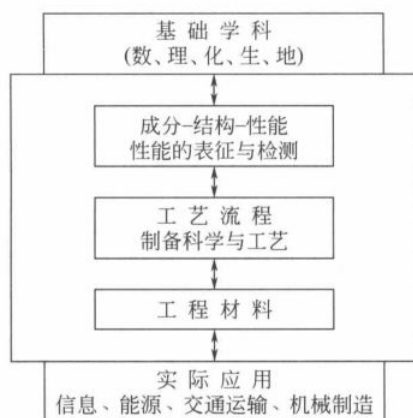 基础学科
(数、理、化、生、地)
成分-结构-性能
性能的表征与检测
工艺流程
制备科学与工艺
工程材料
实际应用
信息、能源、交通运输、机械制造